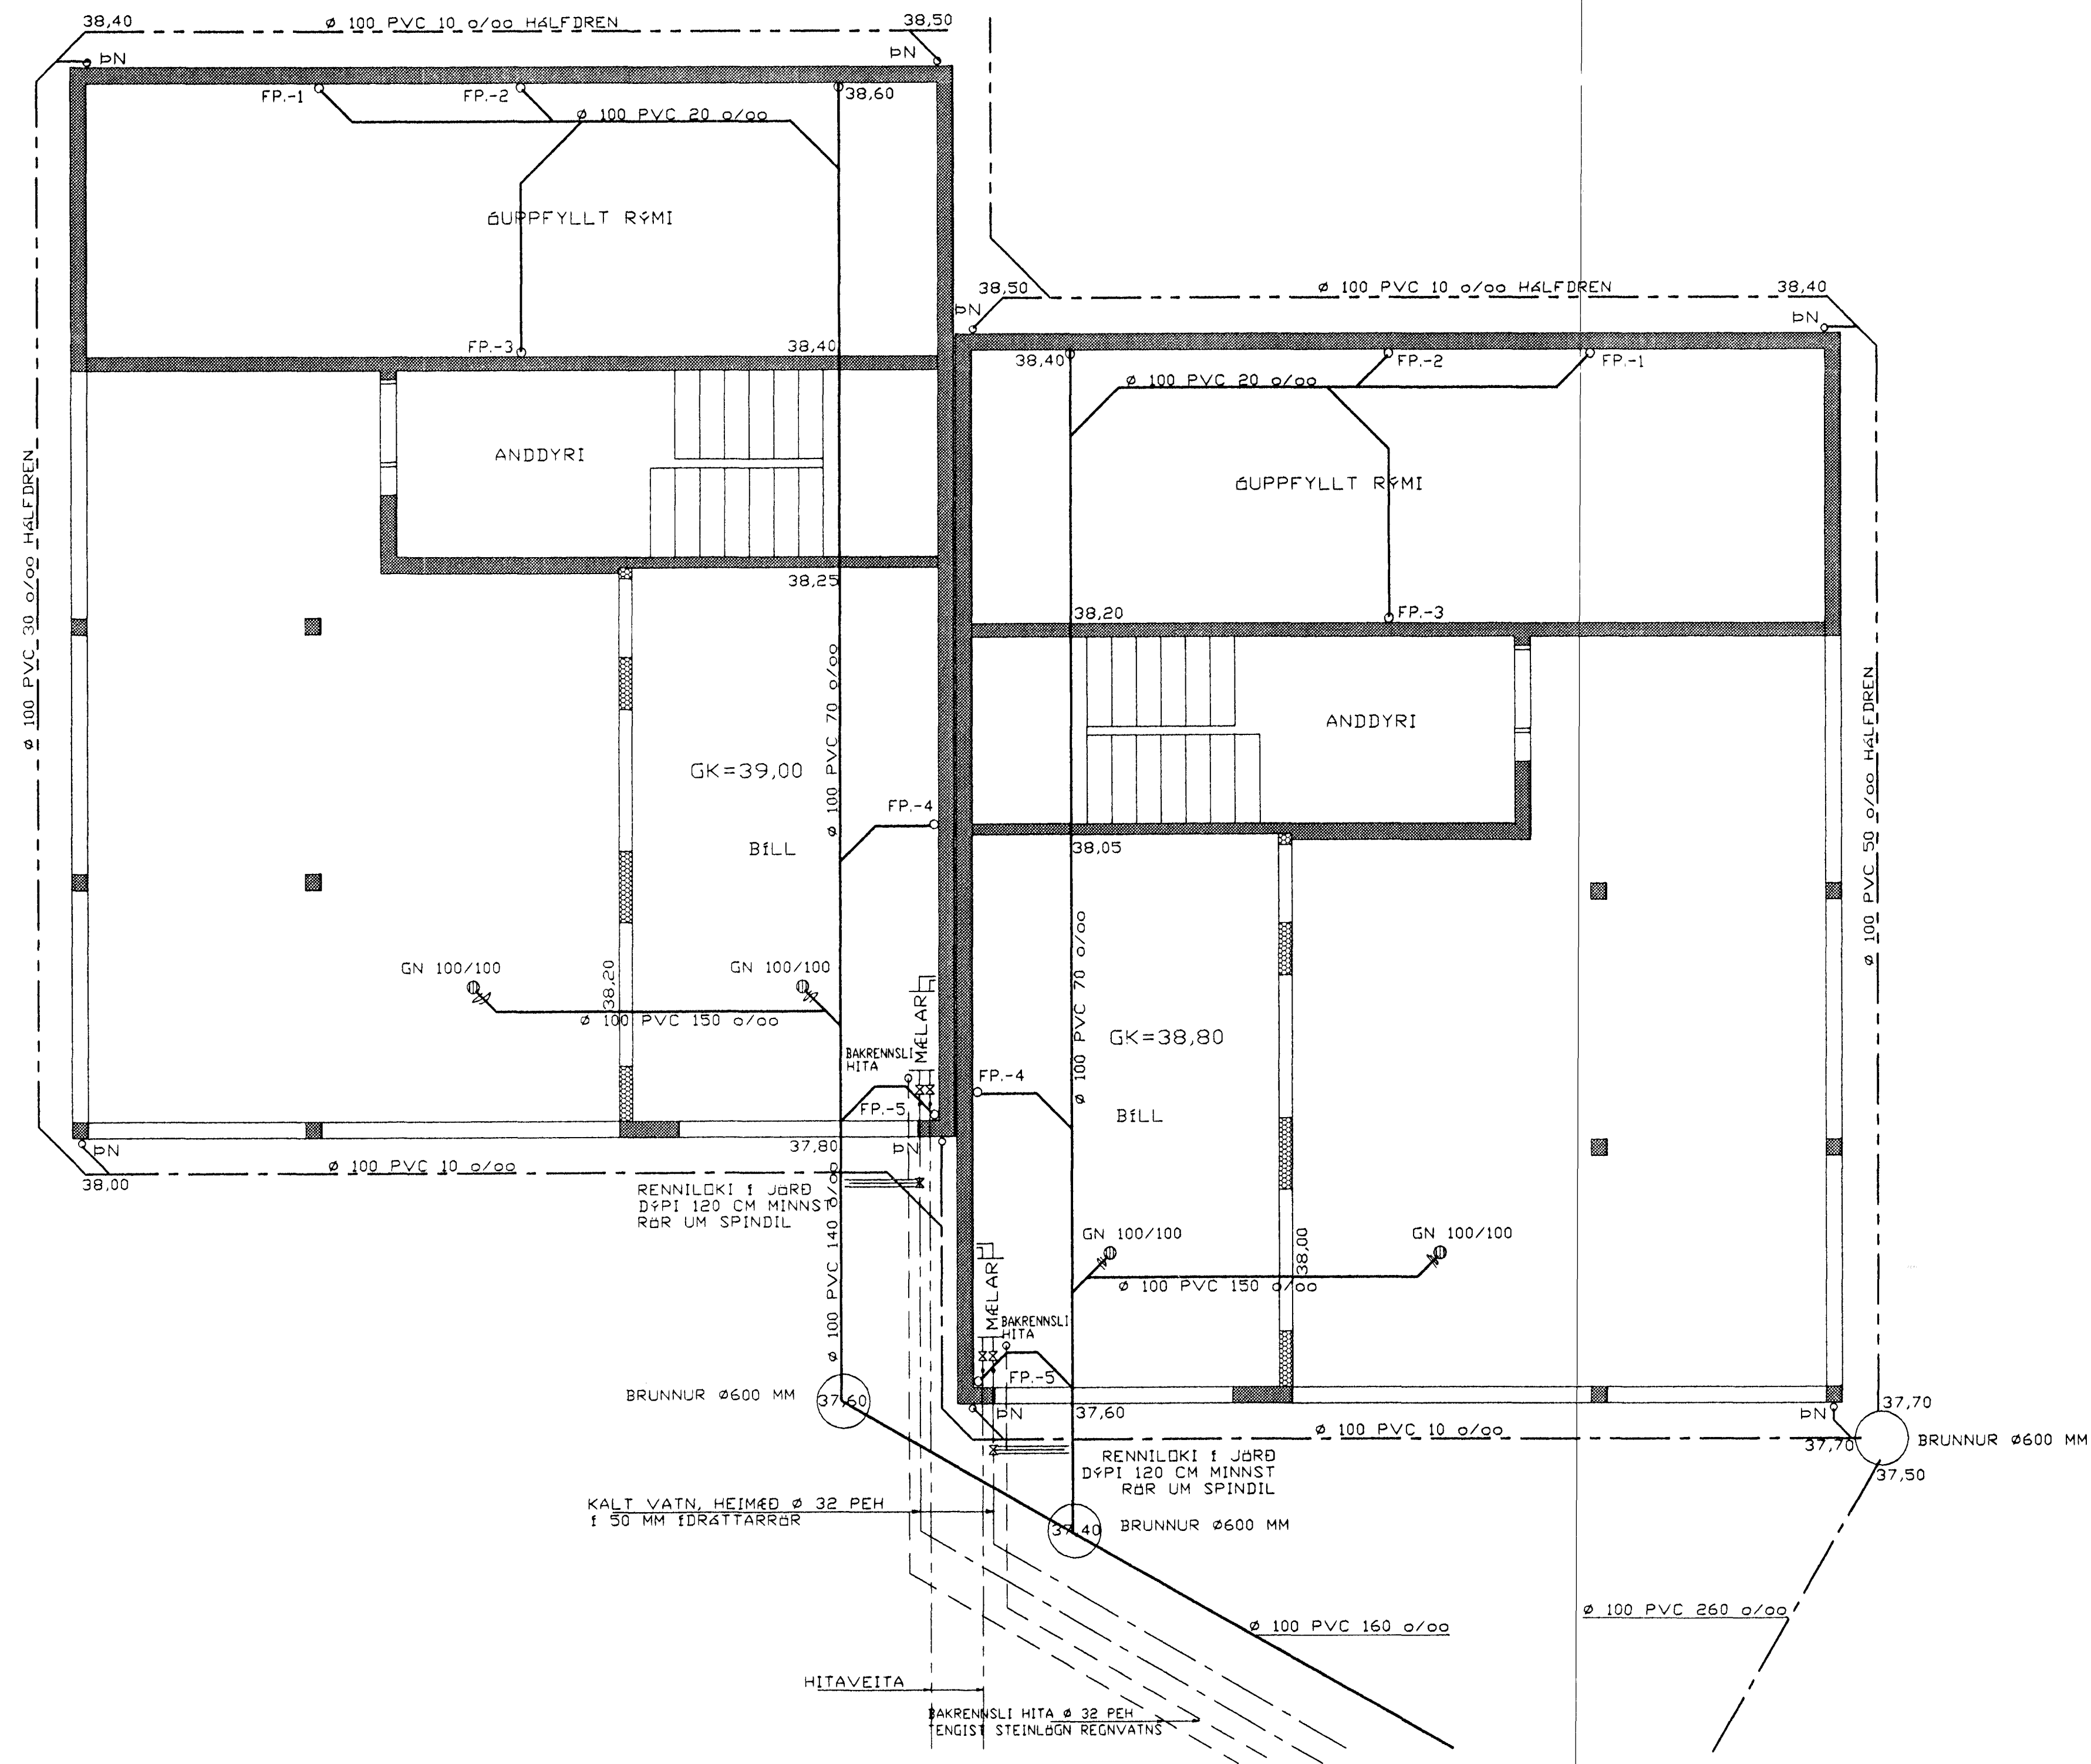 38,40
ø 100 PVC 10 o/oo HÁLFDREN
38,50
ÞN
ÞN
FP.-1
FP.-2
38,60
ø 100 PVC 20 o/oo
ÓUPPFYLLT RÝMI
FP.-3
38,40
ANDDYRI
38,25
ø 100 PVC 30 o/oo HÁLFDREN
ø 100 PVC 70 o/oo
GK=39,00
FP.-4
BÍLL
GN 100/100
GN 100/100
38,20
ø 100 PVC 150 o/oo
MÆLAR
BAKRENNSLI
HITA
FP.-5
37,80
ÞN
ÞN
38,00
ø 100 PVC 10 o/oo
RENNILOKI Í JÖRÐ
DÝPI 120 CM MINNST
RÖR UM SPINDIL
ø 100 PVC 140 o/oo
BRUNNUR ø600 MM
37,60
38,50
ø 100 PVC 10 o/oo HÁLFDREN
38,40
ÞN
ÞN
38,40
FP.-2
FP.-1
ø 100 PVC 20 o/oo
ÓUPPFYLLT RÝMI
38,20
FP.-3
ANDDYRI
38,05
ø 100 PVC 50 o/oo HÁLFDREN
ø 100 PVC 70 o/oo
GK=38,80
FP.-4
BÍLL
GN 100/100
GN 100/100
38,00
ø 100 PVC 150 o/oo
MÆLAR
BAKRENNSLI
HITA
FP.-5
ÞN
37,60
ÞN
37,70
37,70
BRUNNUR ø600 MM
37,50
ø 100 PVC 10 o/oo
RENNILOKI Í JÖRÐ
DÝPI 120 CM MINNST
RÖR UM SPINDIL
KALT VATN, HEIMÆÐ ø 32 PEH
Í 50 MM ÍDRÁTTARRÖR
37,40
BRUNNUR ø600 MM
ø 100 PVC 160 o/oo
ø 100 PVC 260 o/oo
HITAVEITA
BAKRENNSLI HITA ø 32 PEH
TENGIST STEINLÖGN REGNVATNS